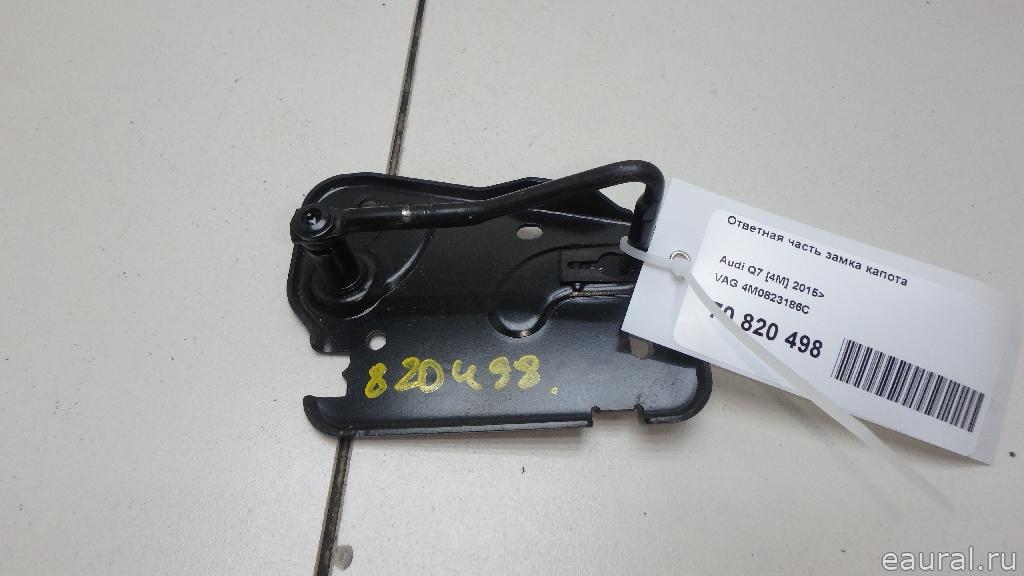 Ответная часть замка капота
Audi Q7 [4M] 2015>
VAG 4M0823186C
70 820 498
820498.
eaural.ru